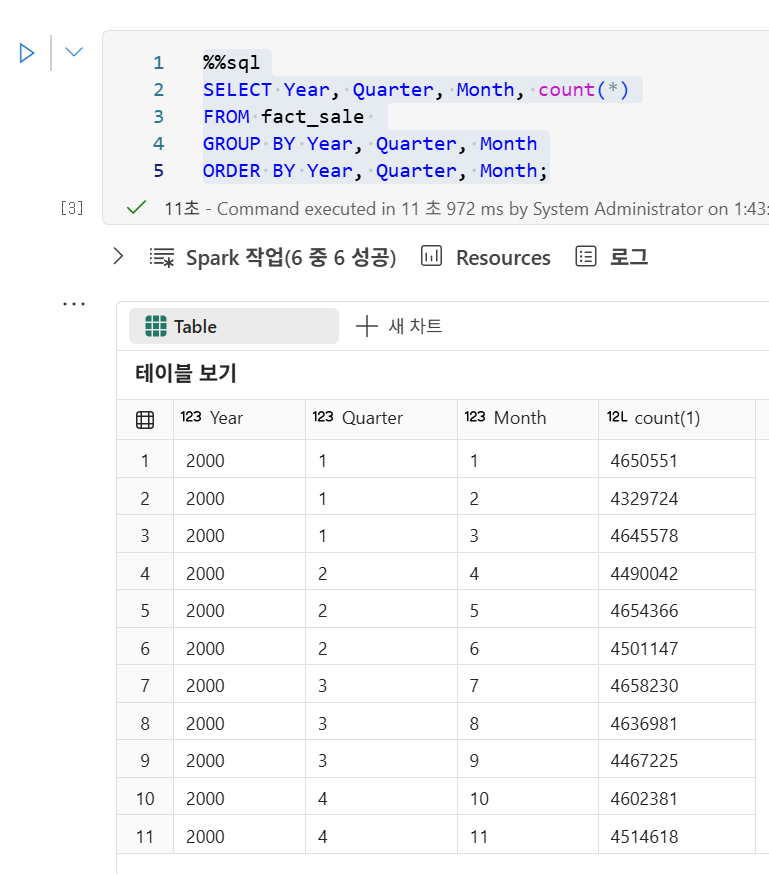 1 %%sql
2 SELECT Year, Quarter, Month, count(*)
3 FROM fact_sale
4 GROUP BY Year, Quarter, Month
5 ORDER BY Year, Quarter, Month;
[3] 11초 - Command executed in 11 초 972 ms by System Administrator on 1:43:
Spark 작업(6 중 6 성공) Resources 로그
...
Table 새 차트
테이블 보기
123 Year 123 Quarter 123 Month 12L count(1)
1 2000 1 1 4650551
2 2000 1 2 4329724
3 2000 1 3 4645578
4 2000 2 4 4490042
5 2000 2 5 4654366
6 2000 2 6 4501147
7 2000 3 7 4658230
8 2000 3 8 4636981
9 2000 3 9 4467225
10 2000 4 10 4602381
11 2000 4 11 4514618